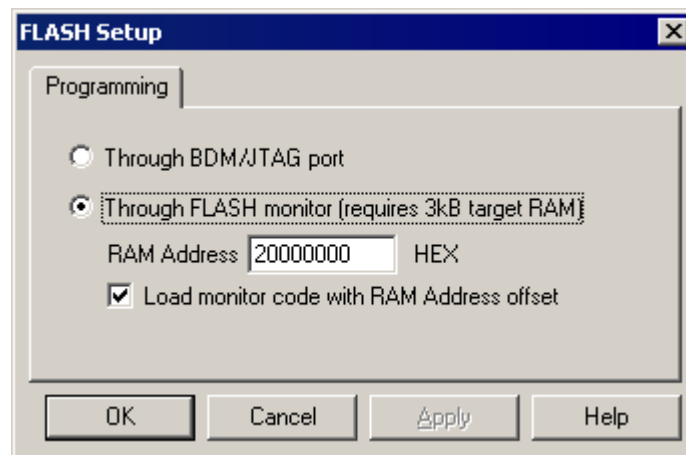 FLASH Setup
Programming
Through BDM/JTAG port
Through FLASH monitor (requires 3kB target RAM)
RAM Address 20000000 HEX
Load monitor code with RAM Address offset
OK Cancel Apply Help